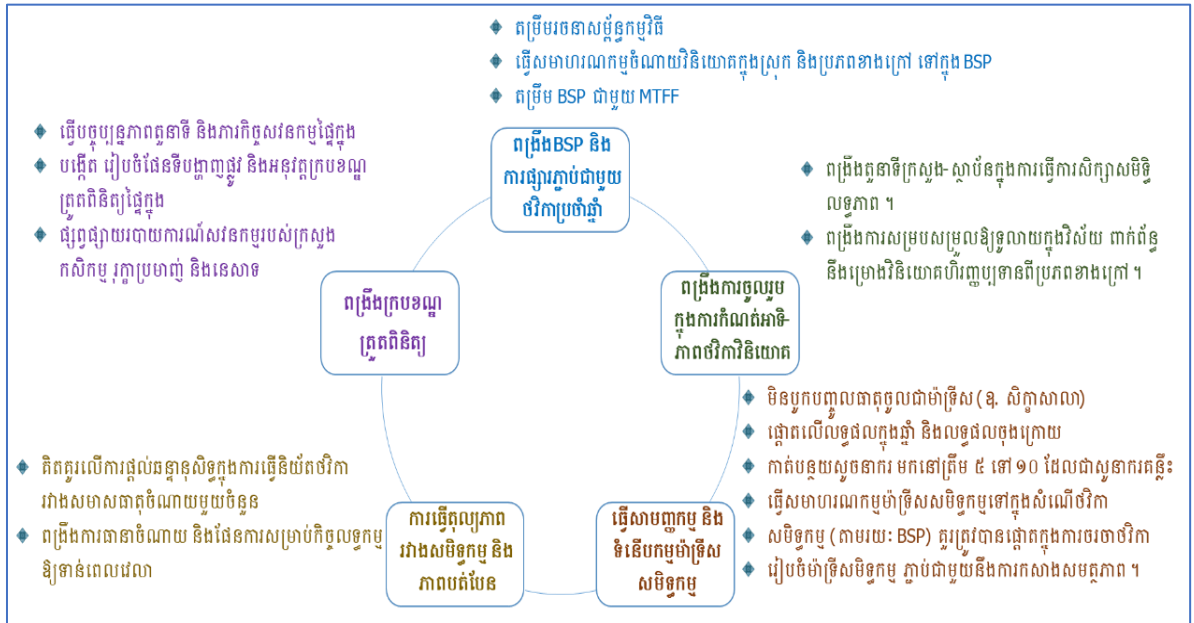 តម្រឹមរចនាសម្ព័ន្ធកម្មវិធី
ធ្វើសមាហរណកម្មចំណាយវិនិយោគក្នុងស្រុក និងប្រភពខាងក្រៅ ទៅក្នុង BSP
តម្រឹម BSP ជាមួយ MTFF
ពង្រឹងBSP និង
ការផ្សារភ្ជាប់ជាមួយ
ថវិកាប្រចាំឆ្នាំ
ធ្វើបច្ចុប្បន្នភាពតួនាទី និងភារកិច្ចសវនកម្មផ្ទៃក្នុង
បង្កើត រៀបចំផែនទីបង្ហាញផ្លូវ និងអនុវត្តក្របខណ្ឌ
ត្រួតពិនិត្យផ្ទៃក្នុង
ផ្សព្វផ្សាយរបាយការណ៍សវនកម្មរបស់ក្រសួង
កសិកម្ម រុក្ខាប្រមាញ់ និងនេសាទ
ពង្រឹងក្របខណ្ឌ
ត្រួតពិនិត្យ
ពង្រឹងតួនាទីក្រសួង-ស្ថាប័នក្នុងការធ្វើការសិក្សាសមិទ្ធិ
លទ្ធភាព ។
ពង្រឹងការសម្របសម្រួលឱ្យទូលាយក្នុងវិស័យ ពាក់ព័ន្ធ
នឹងម្រោងវិនិយោគហិរញ្ញប្បទានពីប្រភពខាងក្រៅ ។
ពង្រឹងការចូលរួម
ក្នុងការកំណត់អាទិ-
ភាពថវិកាវិនិយោគ
មិនបូកបញ្ចូលធាតុចូលជាម៉ាទ្រីស (ឧ. សិក្ខាសាលា)
ផ្តោតលើលទ្ធផលក្នុងឆ្នាំ និងលទ្ធផលចុងក្រោយ
កាត់បន្ថយសូចនាករ មកនៅត្រឹម ៥ ទៅ ១០ ដែលជាសូនាករគន្លឹះ
ធ្វើសមាហរណកម្មម៉ាទ្រីសសមិទ្ធកម្មទៅក្នុងសំណើថវិកា
សមិទ្ធកម្ម (តាមរយៈ BSP) គួរត្រូវបានផ្តោតក្នុងការចរចាថវិកា
រៀបចំម៉ាទ្រីសសមិទ្ធកម្ម ភ្ជាប់ជាមួយនឹងការកសាងសមត្ថភាព ។
ធ្វើសាមញ្ញកម្ម និង
ទំនើបកម្មម៉ាទ្រីស
សមិទ្ធកម្ម
គិតគូរលើការផ្តល់ឆន្ទានុសិទ្ធក្នុងការធ្វើនិយ័តថវិកា
រវាងសមាសធាតុចំណាយមួយចំនួន
ពង្រឹងការធានាចំណាយ និងផែនការសម្រាប់កិច្ចលទ្ធកម្ម
ឱ្យទាន់ពេលវេលា
ការធ្វើតុល្យភាព
រវាងសមិទ្ធកម្ម និង
ភាពបត់បែន